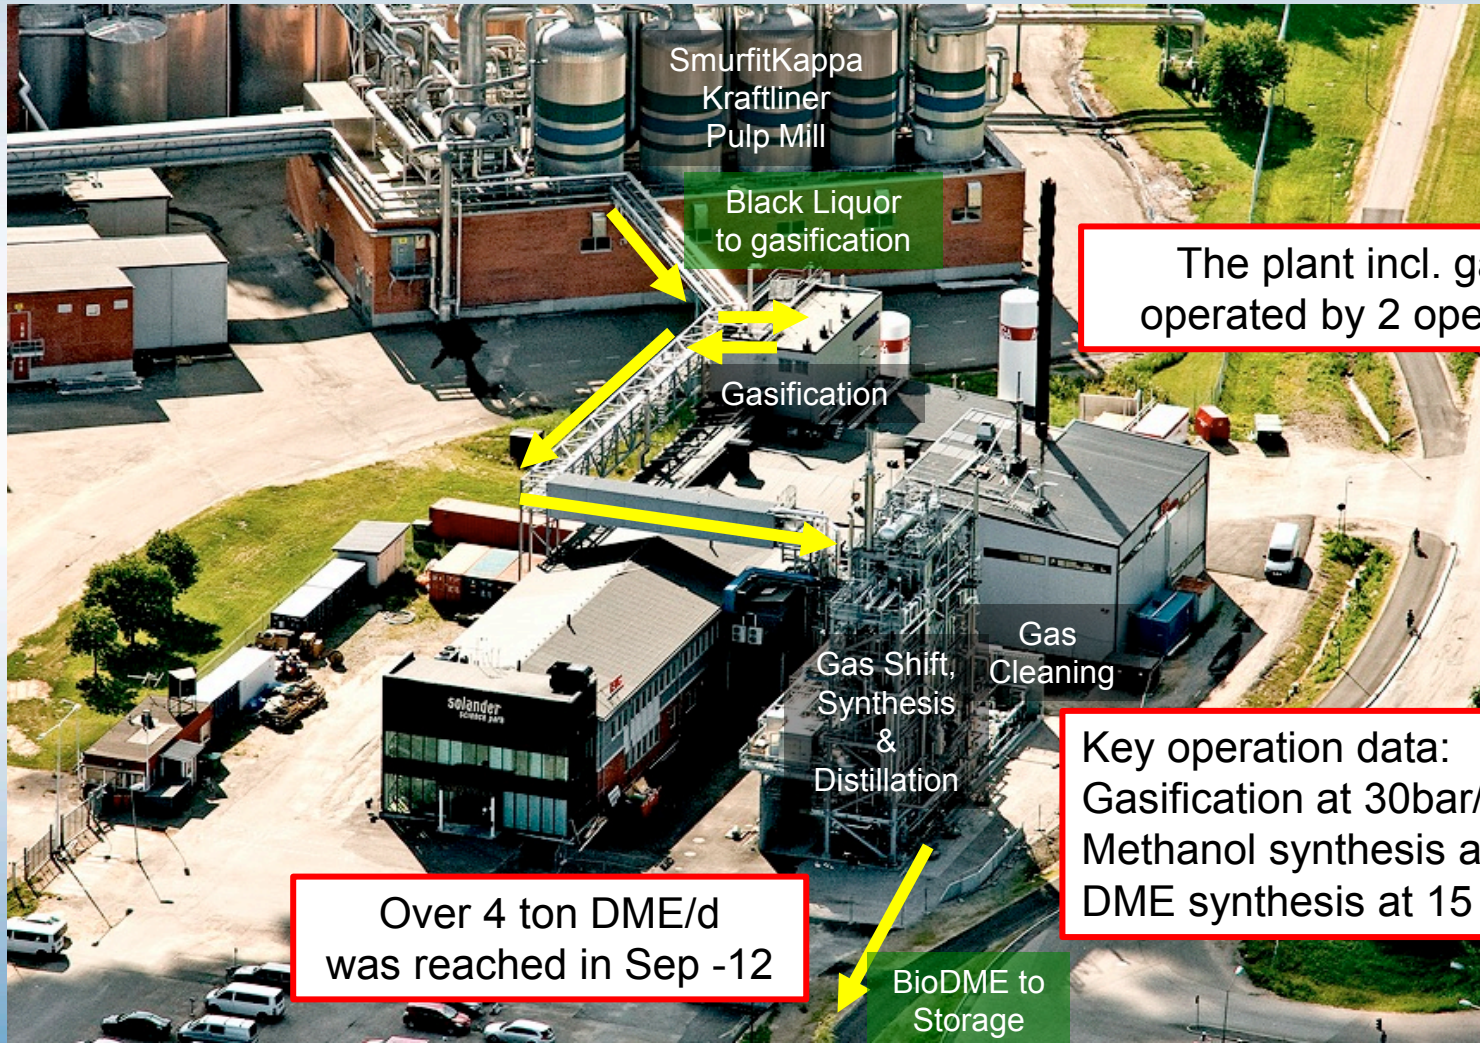 SmurfitKappa
Kraftliner
Pulp Mill
Black Liquor
to gasification
The plant incl.
operated by 2
Gasification
Gas
Cleaning
Gas Shift,
Synthesis
&
Distillation
solander
science park
Key operation data:
Gasification at 30bar/
Methanol synthesis
DME synthesis at 15
Over 4 ton DME/d
was reached in Sep -12
BioDME to
Storage